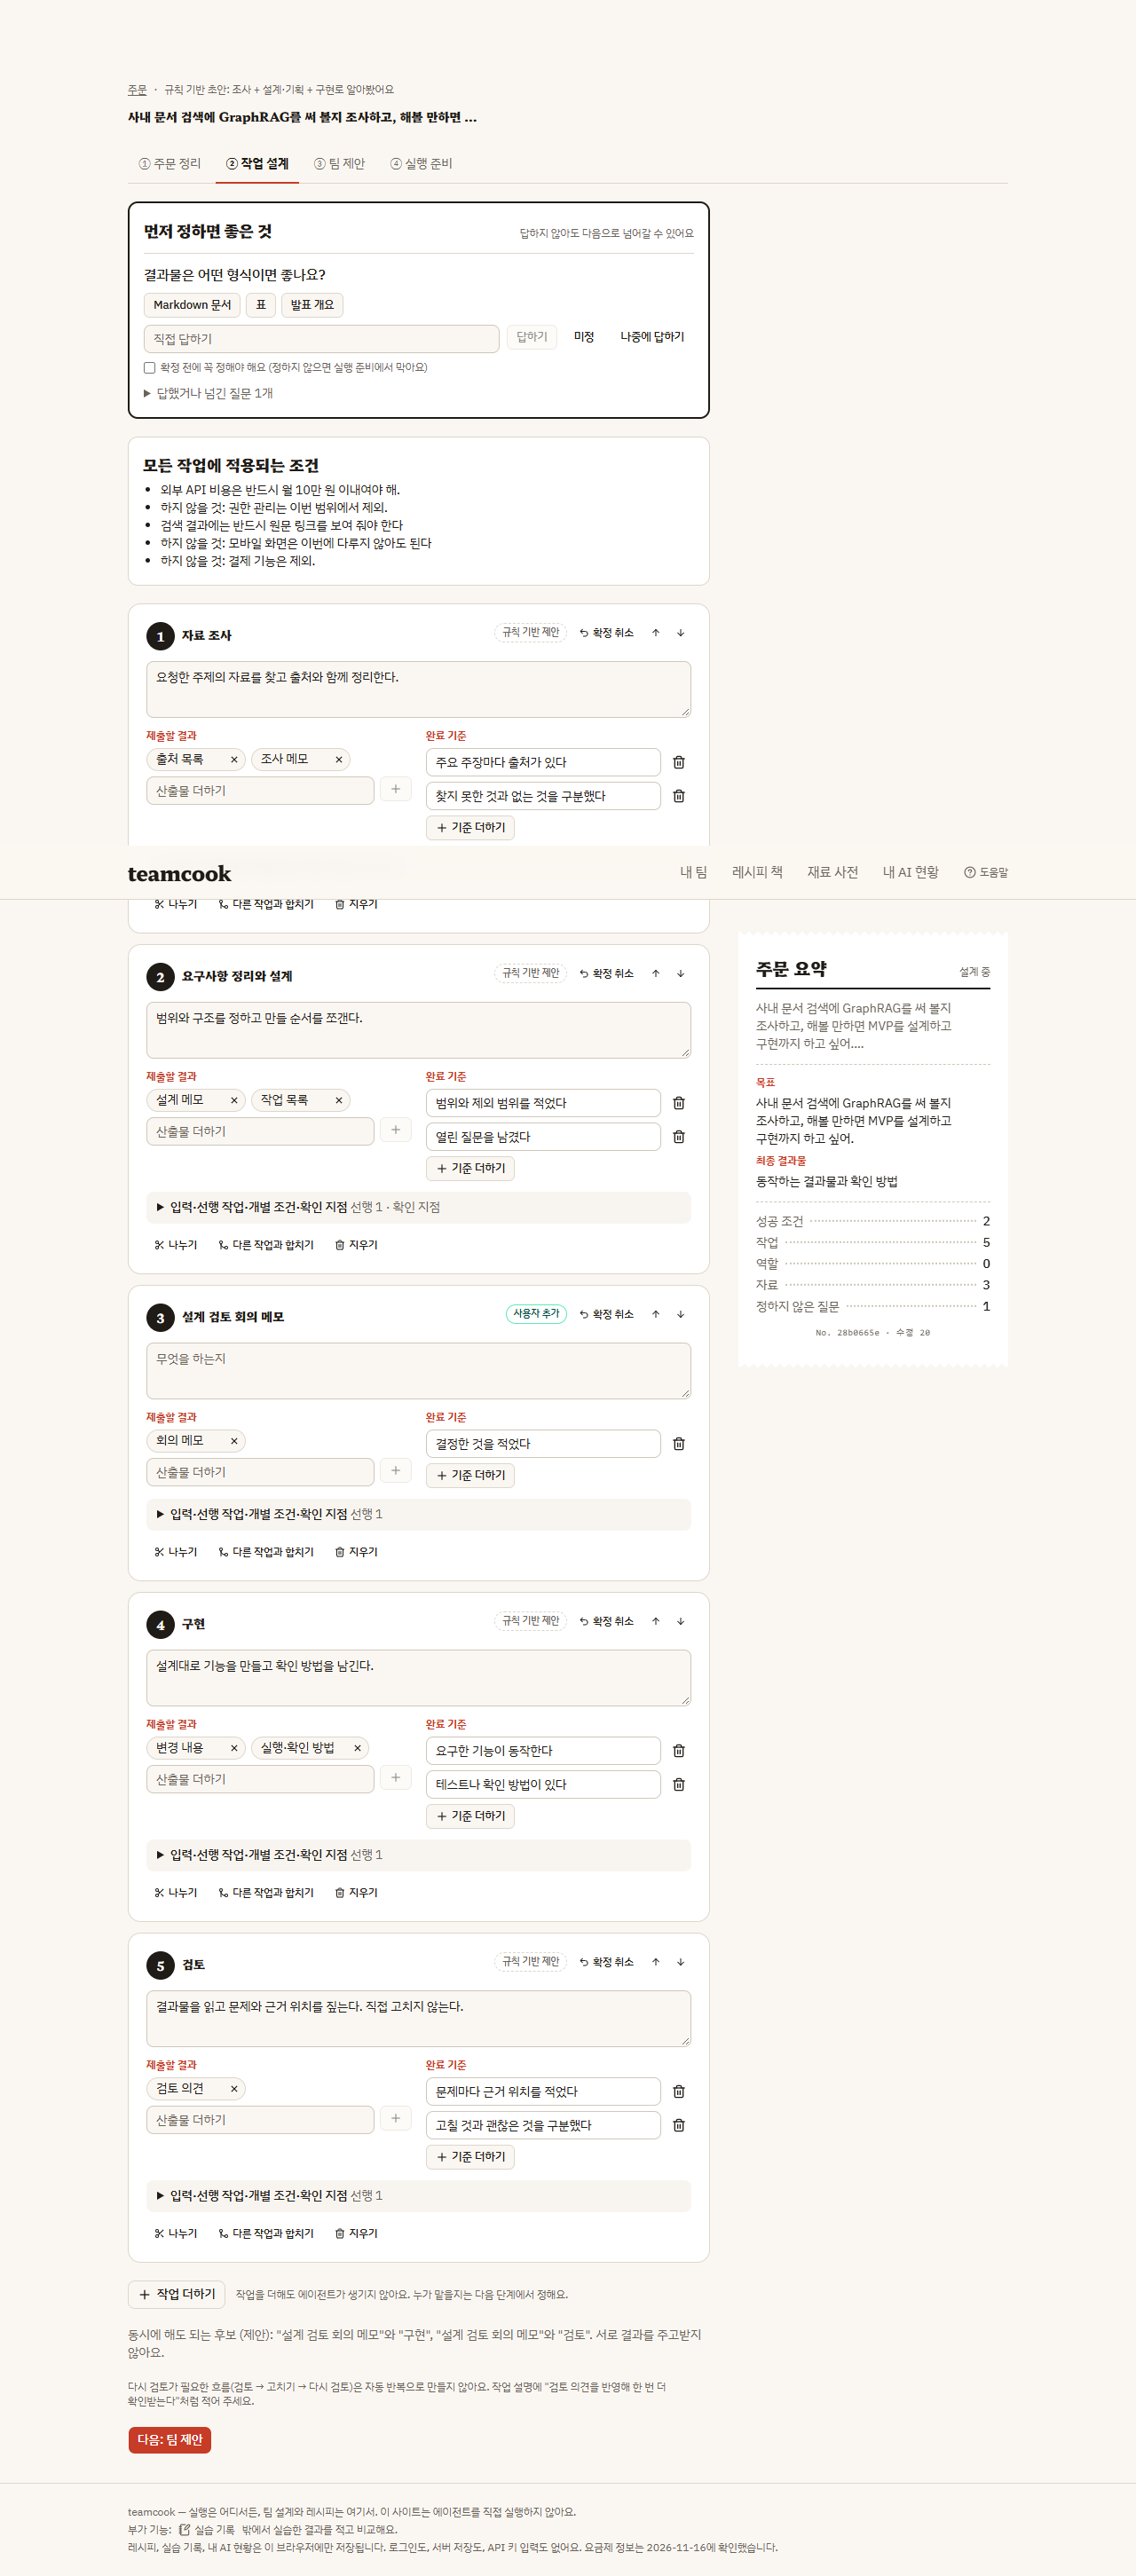 주문 · 규칙 기반 초안: 조사 + 설계·기획 + 구현로 알아봤어요
사내 문서 검색에 GraphRAG를 써 볼지 조사하고, 해볼 만하면 ...
① 주문 정리
② 작업 설계
③ 팀 제안
④ 실행 준비
먼저 정하면 좋은 것
답하지 않아도 다음으로 넘어갈 수 있어요
결과물은 어떤 형식이면 좋나요?
Markdown 문서
표
발표 개요
직접 답하기
답하기
미정
나중에 답하기
확정 전에 꼭 정해야 해요 (정하지 않으면 실행 준비에서 막아요)
▶ 답했거나 넘긴 질문 1개
모든 작업에 적용되는 조건
• 외부 API 비용은 반드시 월 10만 원 이내여야 해.
• 하지 않을 것: 권한 관리는 이번 범위에서 제외.
• 검색 결과에는 반드시 원문 링크를 보여 줘야 한다
• 하지 않을 것: 모바일 화면은 이번에 다루지 않아도 된다
• 하지 않을 것: 결제 기능은 제외.
1 자료 조사
규칙 기반 제안
확정 취소
↑ ↓
요청한 주제의 자료를 찾고 출처와 함께 정리한다.
제출할 결과
출처 목록 ×
조사 메모 ×
산출물 더하기
+
완료 기준
주요 주장마다 출처가 있다
찾지 못한 것과 없는 것을 구분했다
+ 기준 더하기
teamcook
내 팀
레시피 책
재료 사전
내 AI 현황
도움말
나누기
다른 작업과 합치기
지우기
2 요구사항 정리와 설계
규칙 기반 제안
확정 취소
↑ ↓
범위와 구조를 정하고 만들 순서를 쪼갠다.
제출할 결과
설계 메모 ×
작업 목록 ×
산출물 더하기
+
완료 기준
범위와 제외 범위를 적었다
열린 질문을 남겼다
+ 기준 더하기
▶ 입력·선행 작업·개별 조건·확인 지점 선행 1 · 확인 지점
나누기
다른 작업과 합치기
지우기
주문 요약
설계 중
사내 문서 검색에 GraphRAG를 써 볼지
조사하고, 해볼 만하면 MVP를 설계하고
구현까지 하고 싶어....
목표
사내 문서 검색에 GraphRAG를 써 볼지
조사하고, 해볼 만하면 MVP를 설계하고
구현까지 하고 싶어.
최종 결과물
동작하는 결과물과 확인 방법
성공 조건 2
작업 5
역할 0
자료 3
정하지 않은 질문 1
No. 28b0665e · 수정 20
3 설계 검토 회의 메모
사용자 추가
확정 취소
↑ ↓
무엇을 하는지
제출할 결과
회의 메모 ×
산출물 더하기
+
완료 기준
결정한 것을 적었다
+ 기준 더하기
▶ 입력·선행 작업·개별 조건·확인 지점 선행 1
나누기
다른 작업과 합치기
지우기
4 구현
규칙 기반 제안
확정 취소
↑ ↓
설계대로 기능을 만들고 확인 방법을 남긴다.
제출할 결과
변경 내용 ×
실행·확인 방법 ×
산출물 더하기
+
완료 기준
요구한 기능이 동작한다
테스트나 확인 방법이 있다
+ 기준 더하기
▶ 입력·선행 작업·개별 조건·확인 지점 선행 1
나누기
다른 작업과 합치기
지우기
5 검토
규칙 기반 제안
확정 취소
↑ ↓
결과물을 읽고 문제와 근거 위치를 짚는다. 직접 고치지 않는다.
제출할 결과
검토 의견 ×
산출물 더하기
+
완료 기준
문제마다 근거 위치를 적었다
고칠 것과 괜찮은 것을 구분했다
+ 기준 더하기
▶ 입력·선행 작업·개별 조건·확인 지점 선행 1
나누기
다른 작업과 합치기
지우기
+ 작업 더하기
작업을 더해도 에이전트가 생기지 않아요. 누가 맡을지는 다음 단계에서 정해요.
동시에 해도 되는 후보 (제안): "설계 검토 회의 메모"와 "구현", "설계 검토 회의 메모"와 "검토". 서로 결과를 주고받지
않아요.
다시 검토가 필요한 흐름(검토 → 고치기 → 다시 검토)은 자동 반복으로 만들지 않아요. 작업 설명에 "검토 의견을 반영해 한 번 더
확인받는다"처럼 적어 주세요.
다음: 팀 제안
teamcook — 실행은 어디서든, 팀 설계와 레시피는 여기서. 이 사이트는 에이전트를 직접 실행하지 않아요.
부가 기능: 실습 기록 밖에서 실습한 결과를 적고 비교해요.
레시피, 실습 기록, 내 AI 현황은 이 브라우저에만 저장됩니다. 로그인도, 서버 저장도, API 키 입력도 없어요. 요금제 정보는 2026-11-16에 확인했습니다.